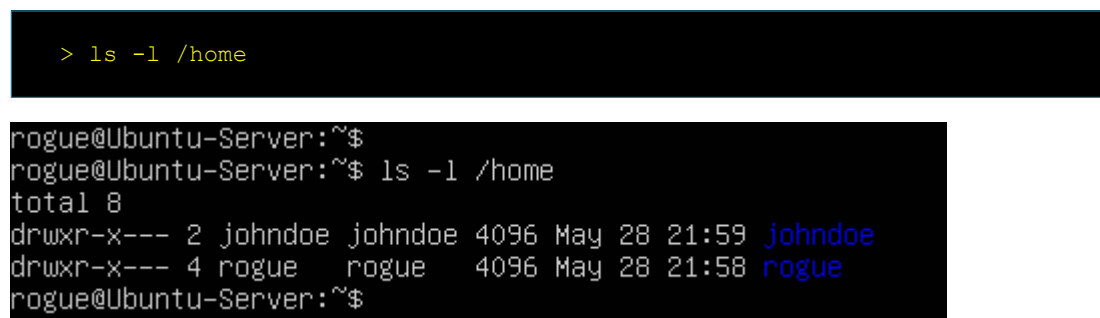 > ls -l /home
rogue@Ubuntu-Server:~$
rogue@Ubuntu-Server:~$ ls -l /home
total 8
drwxr-x--- 2 johndoe johndoe 4096 May 28 21:59 johndoe
drwxr-x--- 4 rogue   rogue   4096 May 28 21:58 rogue
rogue@Ubuntu-Server:~$